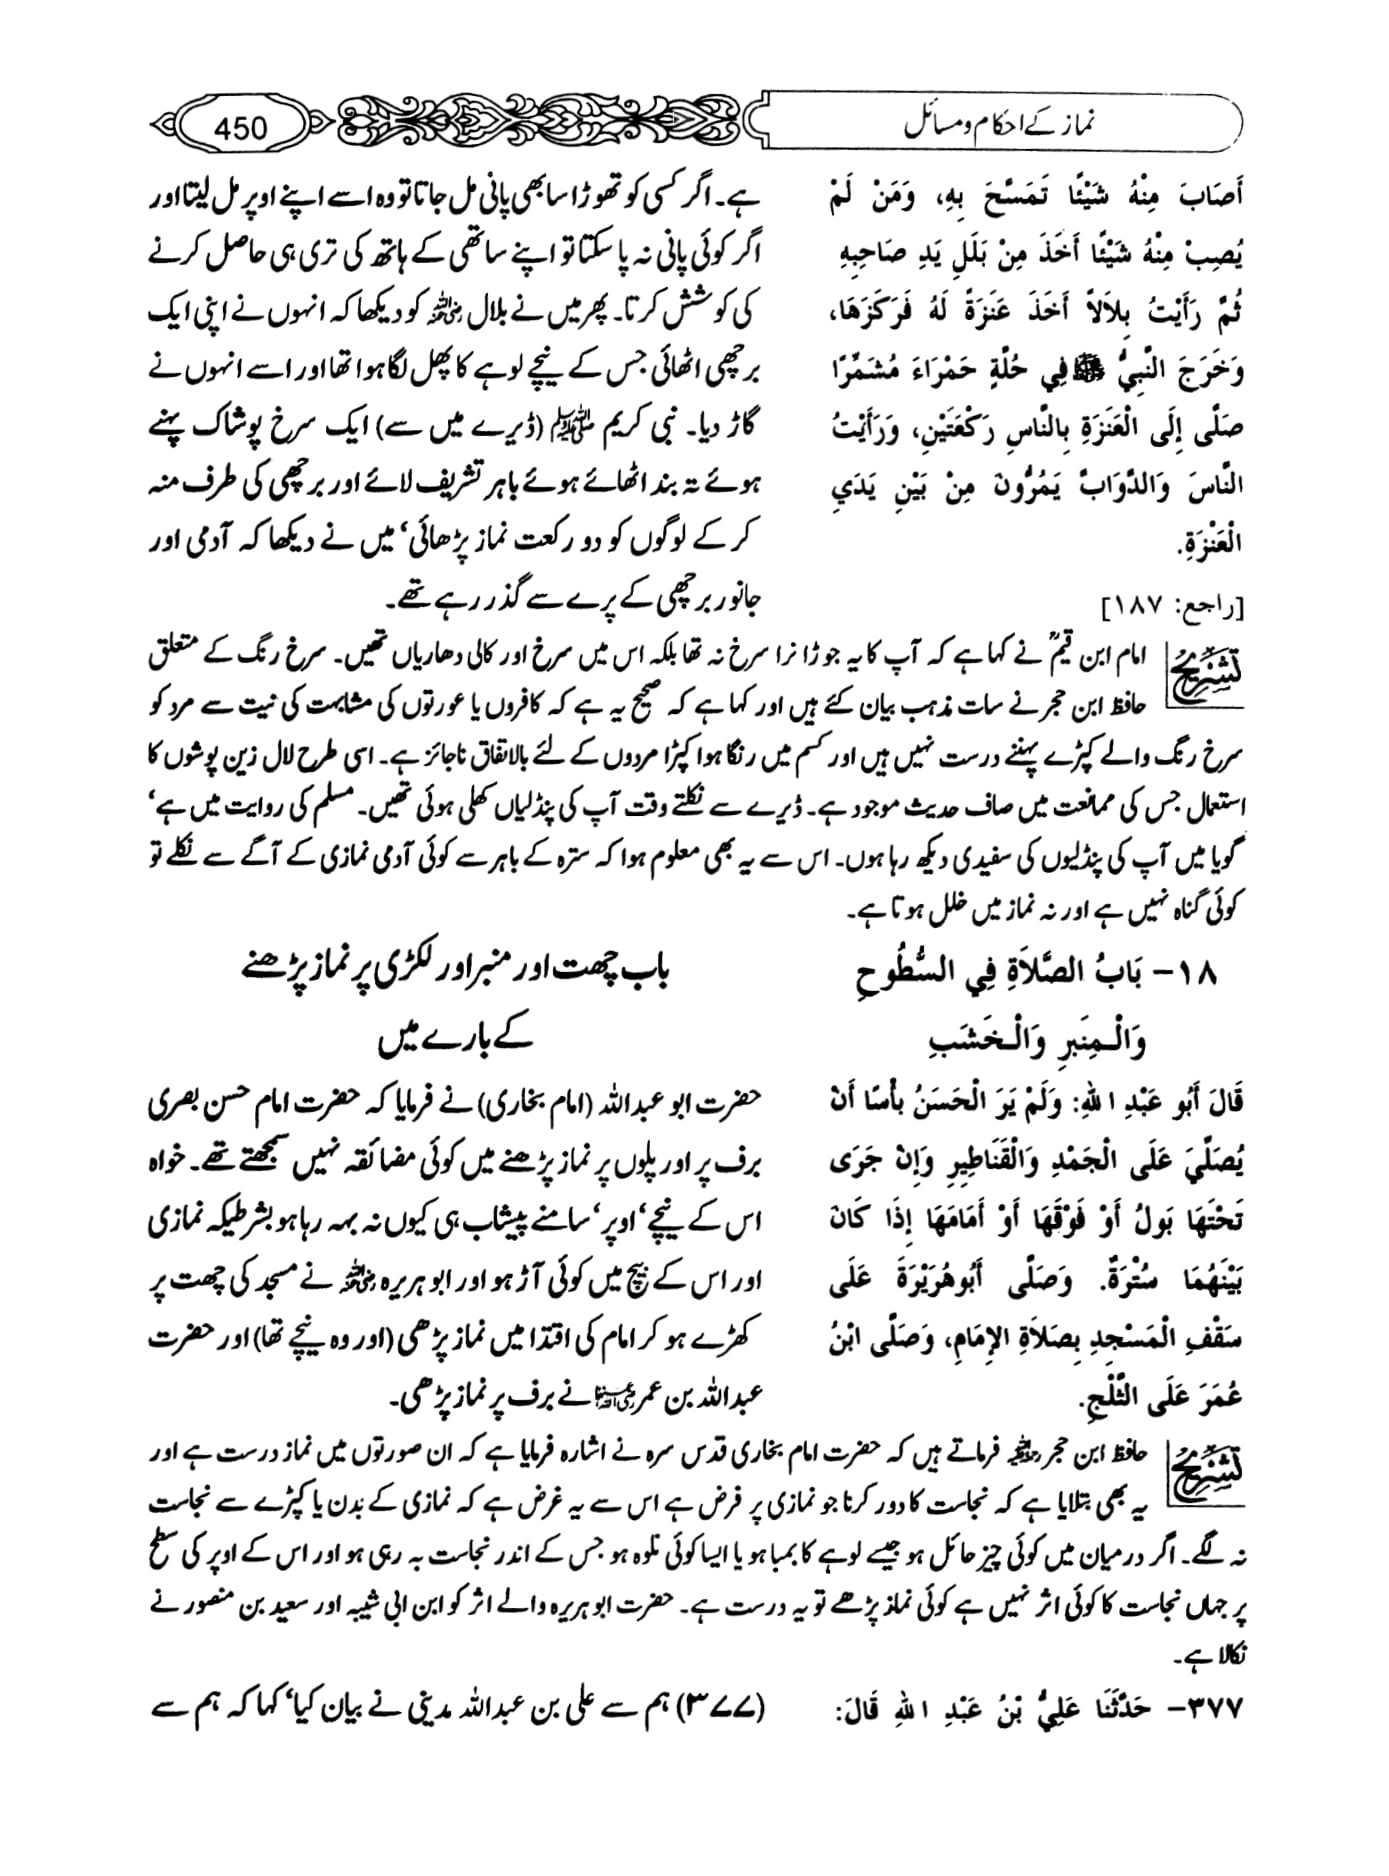 نماز کے احکام و مسائل
450
أَصَابَ مِنْهُ شَيْئًا تَمَسَّحَ بِهِ، وَمَنْ لَمْ
يُصِبْ مِنْهُ شَيْئًا أَخَذَ مِنْ بَلَلِ يَدِ صَاحِبِهِ
ثُمَّ رَأَيْتُ بِلاَلاً أَخَذَ عَنَزَةً لَهُ فَرَكَزَهَا،
وَخَرَجَ النَّبِيُّ ﷺ فِي حُلَّةٍ حَمْرَاءَ مُشَمِّرًا
صَلَّى إِلَى الْعَنَزَةِ بِالنَّاسِ رَكْعَتَيْنِ، وَرَأَيْتُ
النَّاسَ وَالدَّوَابَّ يَمُرُّونَ مِنْ بَيْنِ يَدَيِ
الْعَنْزَةِ.
[راجع: ١٨٧]
ہے۔ اگر کسی کو تھوڑا سا بھی پانی مل جاتا تو وہ اسے اپنے اوپر مل لیتا اور
اگر کوئی پانی نہ پا سکتا تو اپنے ساتھی کے ہاتھ کی تری ہی حاصل کرنے
کی کوشش کرتا۔ پھر میں نے بلال رضی اللہ عنہ کو دیکھا کہ انہوں نے اپنی ایک
برچھی اٹھائی جس کے نیچے لوہے کا پھل لگا ہوا تھا اور اسے انہوں نے
گاڑ دیا۔ نبی کریم ﷺ (ڈیرے میں سے) ایک سرخ پوشاک پہنے
ہوئے تہ بند اٹھائے ہوئے باہر تشریف لائے اور برچھی کی طرف منہ
کر کے لوگوں کو دو رکعت نماز پڑھائی‘ میں نے دیکھا کہ آدمی اور
جانور برچھی کے پرے سے گذر رہے تھے۔
تشریح
امام ابن قیمؒ نے کہا ہے کہ آپ کا یہ جوڑا نرا سرخ نہ تھا بلکہ اس میں سرخ اور کالی دھاریاں تھیں۔ سرخ رنگ کے متعلق
حافظ ابن حجر نے سات مذہب بیان کئے ہیں اور کہا ہے کہ صحیح یہ ہے کہ کافروں یا عورتوں کی مشابہت کی نیت سے مرد کو
سرخ رنگ والے کپڑے پہننے درست نہیں ہیں اور کسم میں رنگا ہوا کپڑا مردوں کے لئے بالاتفاق ناجائز ہے۔ اسی طرح لال زین پوشوں کا
استعمال جس کی ممانعت میں صاف حدیث موجود ہے۔ ڈیرے سے نکلتے وقت آپ کی پنڈلیاں کھلی ہوئی تھیں۔ مسلم کی روایت میں ہے‘
گویا میں آپ کی پنڈلیوں کی سفیدی دیکھ رہا ہوں۔ اس سے یہ بھی معلوم ہوا کہ سترہ کے باہر سے کوئی آدمی نمازی کے آگے سے نکلے تو
کوئی گناہ نہیں ہے اور نہ نماز میں خلل ہوتا ہے۔
١٨- بَابُ الصَّلاَةِ فِي السُّطُوحِ
وَالْمِنْبَرِ وَالْخَشَبِ
باب چھت اور منبر اور لکڑی پر نماز پڑھنے
کے بارے میں
قَالَ أَبُو عَبْدِ اللهِ: وَلَمْ يَرَ الْحَسَنُ بَأْسًا أَنْ
يُصَلَّيَ عَلَى الْجَمْدِ وَالْقَنَاطِيرِ وَإِنْ جَرَى
تَحْتَهَا بَولُ أَوْ فَوْقَهَا أَوْ أَمَامَهَا إِذَا كَانَ
بَيْنَهُمَا سُتْرَةٌ. وَصَلَّى أَبُوهُرَيْرَةَ عَلَى
سَقْفِ الْمَسْجِدِ بِصَلاَةِ الإِمَامِ، وَصَلَّى ابْنُ
عُمَرَ عَلَى الثَّلْجِ.
حضرت ابو عبداللہ (امام بخاری) نے فرمایا کہ حضرت امام حسن بصری
برف پر اور پلوں پر نماز پڑھنے میں کوئی مضائقہ نہیں سمجھتے تھے۔ خواہ
اس کے نیچے‘ اوپر‘ سامنے پیشاب ہی کیوں نہ بہہ رہا ہو بشرطیکہ نمازی
اور اس کے بیچ میں کوئی آڑ ہو اور ابو ہریرہ رضی اللہ عنہ نے مسجد کی چھت پر
کھڑے ہو کر امام کی اقتدا میں نماز پڑھی (اور وہ نیچے تھا) اور حضرت
عبداللہ بن عمر رضی اللہ عنہما نے برف پر نماز پڑھی۔
تشریح
حافظ ابن حجر رحمہ اللہ فرماتے ہیں کہ حضرت امام بخاری قدس سرہ نے اشارہ فرمایا ہے کہ ان صورتوں میں نماز درست ہے اور
یہ بھی بتلایا ہے کہ نجاست کا دور کرنا جو نمازی پر فرض ہے اس سے یہ غرض ہے کہ نمازی کے بدن یا کپڑے سے نجاست
نہ لگے۔ اگر درمیان میں کوئی چیز حائل ہو جیسے لوہے کا بمبا ہو یا ایسا کوئی نلوہ ہو جس کے اندر نجاست بہ رہی ہو اور اس کے اوپر کی سطح
پر جہاں نجاست کا کوئی اثر نہیں ہے کوئی نماز پڑھے تو یہ درست ہے۔ حضرت ابو ہریرہ والے اثر کو ابن ابی شیبہ اور سعید بن منصور نے
نکالا ہے۔
٣٧٧- حَدَّثَنَا عَلِيُّ بْنُ عَبْدِ اللهِ قَالَ:
(۳۷۷) ہم سے علی بن عبداللہ مدینی نے بیان کیا‘ کہا کہ ہم سے